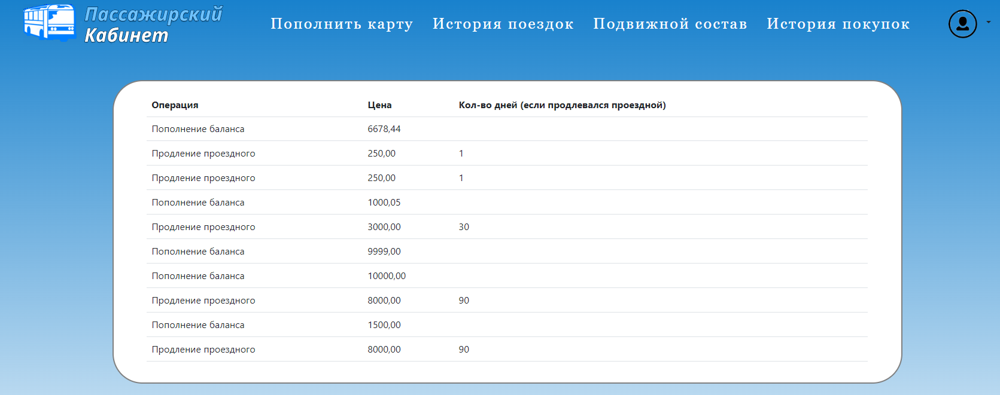 Пассажирский
Кабинет
Пополнить карту История поездок Подвижной состав История покупок
Операция Цена Кол-во дней (если продлевался проездной)
Пополнение баланса 6678,44
Продление проездного 250,00 1
Продление проездного 250,00 1
Пополнение баланса 1000,05
Продление проездного 3000,00 30
Пополнение баланса 9999,00
Пополнение баланса 10000,00
Продление проездного 8000,00 90
Пополнение баланса 1500,00
Продление проездного 8000,00 90